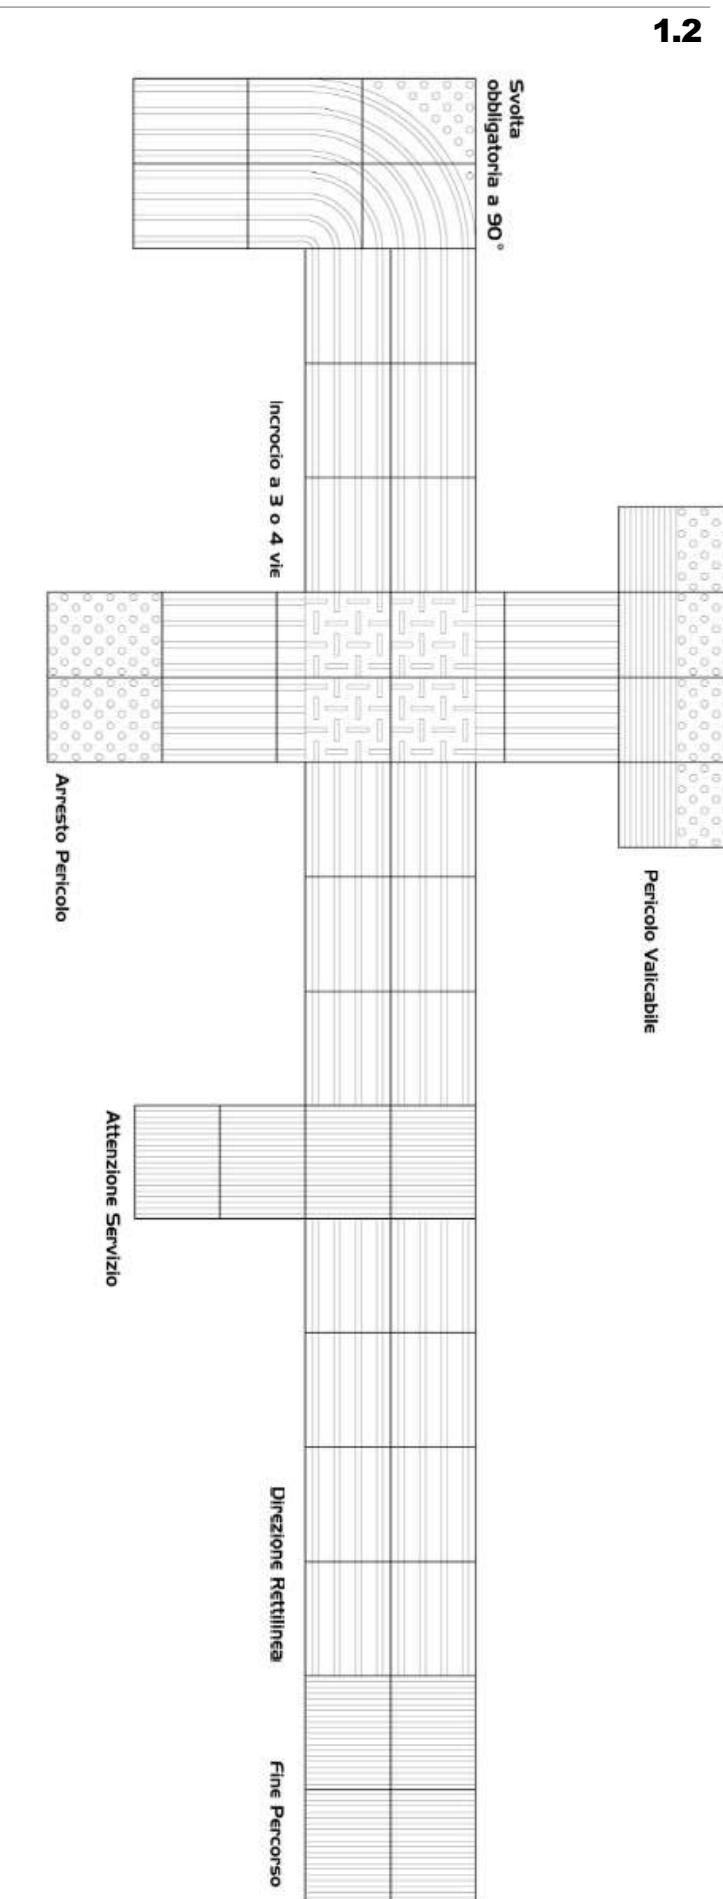 1.2
Svolta
obbligatoria a 90°
Incrocio a 3 o 4 vie
Arresto Pericolo
Pericolo Valicabile
Attenzione Servizio
Direzione Rettilinea
Fine Percorso